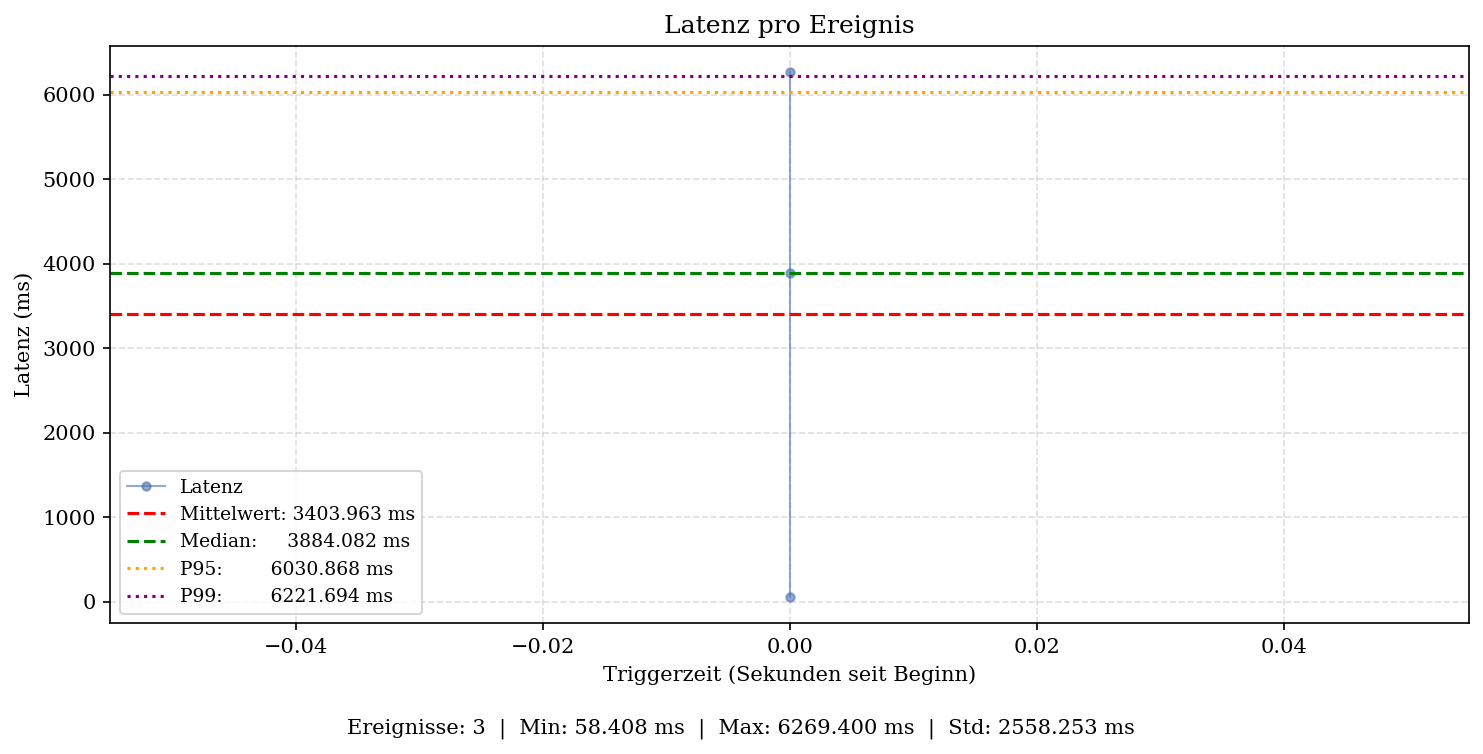 Latenz pro Ereignis
Latenz (ms)
6000
5000
4000
3000
2000
1000
0
Latenz
Mittelwert: 3403.963 ms
Median: 3884.082 ms
P95: 6030.868 ms
P99: 6221.694 ms
−0.04 −0.02 0.00 0.02 0.04
Triggerzeit (Sekunden seit Beginn)
Ereignisse: 3 | Min: 58.408 ms | Max: 6269.400 ms | Std: 2558.253 ms